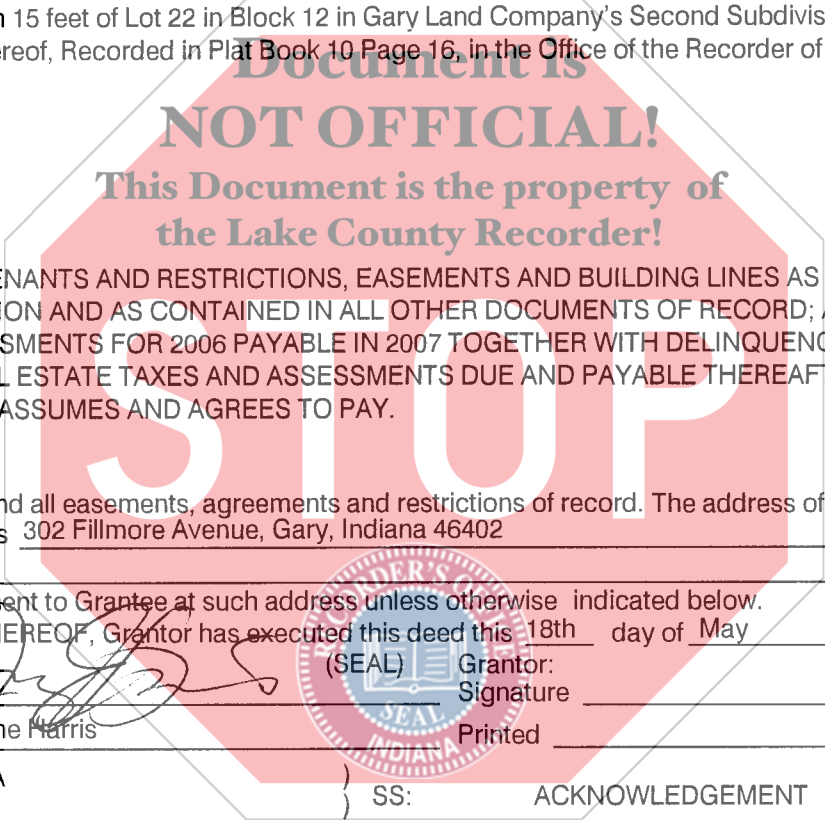 15 feet of Lot 22 in Block 12 in Gary Land Company's Second Subdivis
ereof, Recorded in Plat Book 10 Page 16, in the Office of the Recorder of
Document is
NOT OFFICIAL!
This Document is the property of
the Lake County Recorder!
ENANTS AND RESTRICTIONS, EASEMENTS AND BUILDING LINES AS
ON AND AS CONTAINED IN ALL OTHER DOCUMENTS OF RECORD;
SMENTS FOR 2006 PAYABLE IN 2007 TOGETHER WITH DELINQUENC
L ESTATE TAXES AND ASSESSMENTS DUE AND PAYABLE THEREAFT
ASSUMES AND AGREES TO PAY.
STOP
nd all easements, agreements and restrictions of record. The address of
s 302 Fillmore Avenue, Gary, Indiana 46402
ent to Grantee at such address unless otherwise indicated below.
EREOF, Grantor has executed this deed this 18th day of May
(SEAL) Grantor:
Signature
ne Harris Printed
RECORDER'S OFFICE
SEAL
INDIANA
A
SS: ACKNOWLEDGEMENT